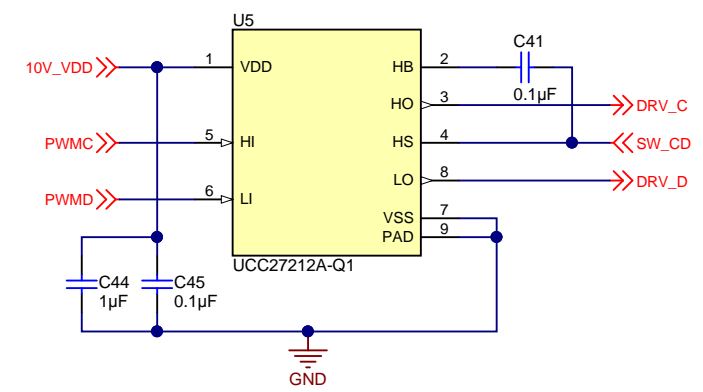 U5
C41
10V_VDD
1
VDD
HB
2
0.1µF
HO
3
DRV_C
PWMC
5
HI
HS
4
SW_CD
PWMD
6
LI
LO
8
DRV_D
VSS
7
PAD
9
UCC27212A-Q1
C44
1µF
C45
0.1µF
GND